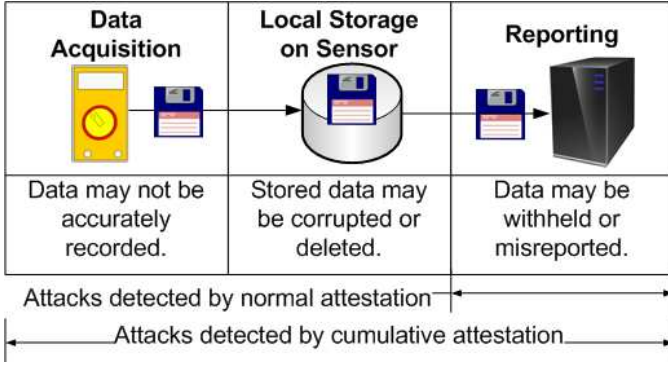 Data
Acquisition
Local Storage
on Sensor
Reporting
Data may not be
accurately
recorded.
Stored data may
be corrupted or
deleted.
Data may be
withheld or
misreported.
Attacks detected by normal attestation
Attacks detected by cumulative attestation